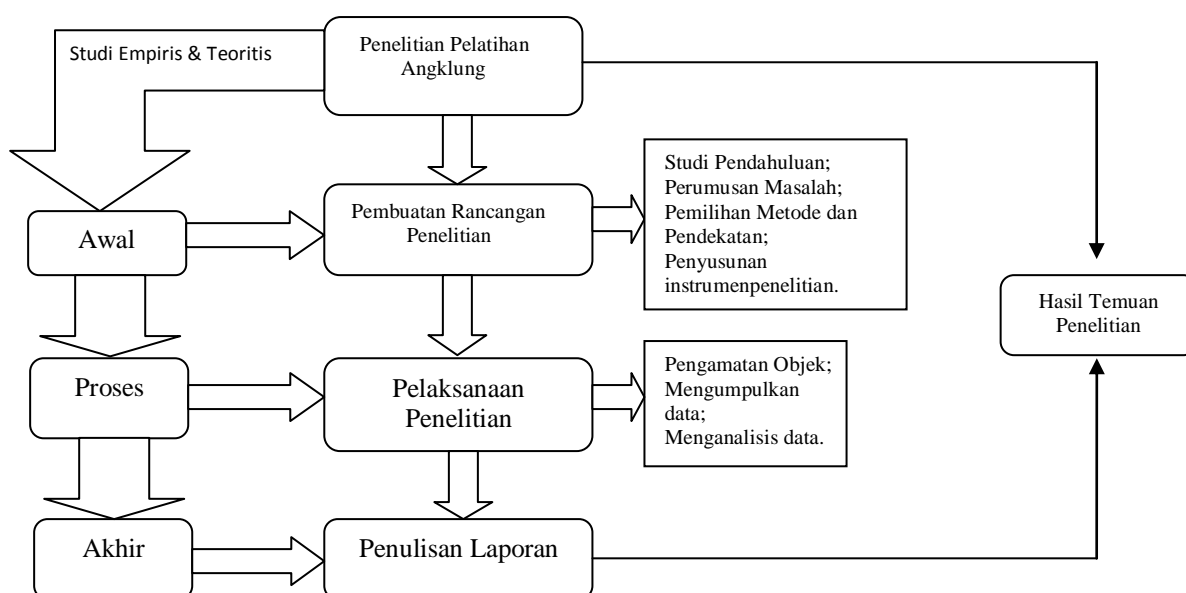 Studi Empiris & Teoritis
Penelitian Pelatihan
Angklung
Awal
Pembuatan Rancangan
Penelitian
Studi Pendahuluan;
Perumusan Masalah;
Pemilihan Metode dan
Pendekatan;
Penyusunan
instrumenpenelitian.
Hasil Temuan
Penelitian
Proses
Pelaksanaan
Penelitian
Pengamatan Objek;
Mengumpulkan
data;
Menganalisis data.
Akhir
Penulisan Laporan